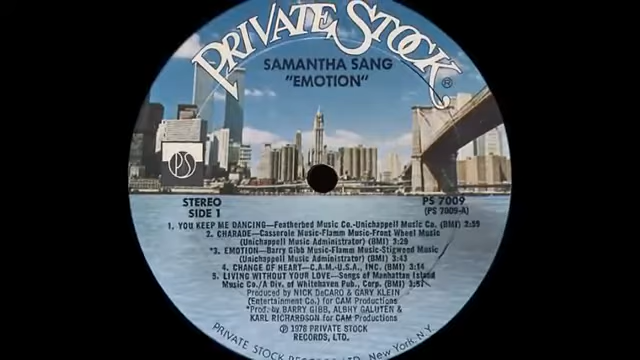 PRIVATE STOCK ®
SAMANTHA SANG
"EMOTION"
PS
STEREO
SIDE 1
PS 7009
(PS 7009-A)
1. YOU KEEP ME DANCING—Featherbed Music Co.-Unichappell Music Co. (BMI) 2:59
2. CHARADE—Casserole Music-Flamm Music-Front Wheel Music
(Unichappell Music Administrator) (BMI) 3:28
*3. EMOTION—Barry Gibb Music-Flamm Music-Stigwood Music
(Unichappell Music Administrator) (BMI) 3:43
4. CHANGE OF HEART—C.A.M.-U.S.A., INC. (BMI) 3:14
5. LIVING WITHOUT YOUR LOVE—Songs of Manhattan Island
Music Co./A Div. of Whitehaven Pub., Corp. (BMI) 3:51
Produced by NICK DeCARO & GARY KLEIN
(Entertainment Co.) for CAM Productions
*Prod. by BARRY GIBB, ALBHY GALUTEN &
KARL RICHARDSON for CAM Productions
℗ 1978 PRIVATE STOCK
RECORDS, LTD.
PRIVATE STOCK RECORDS, LTD., New York, N.Y.